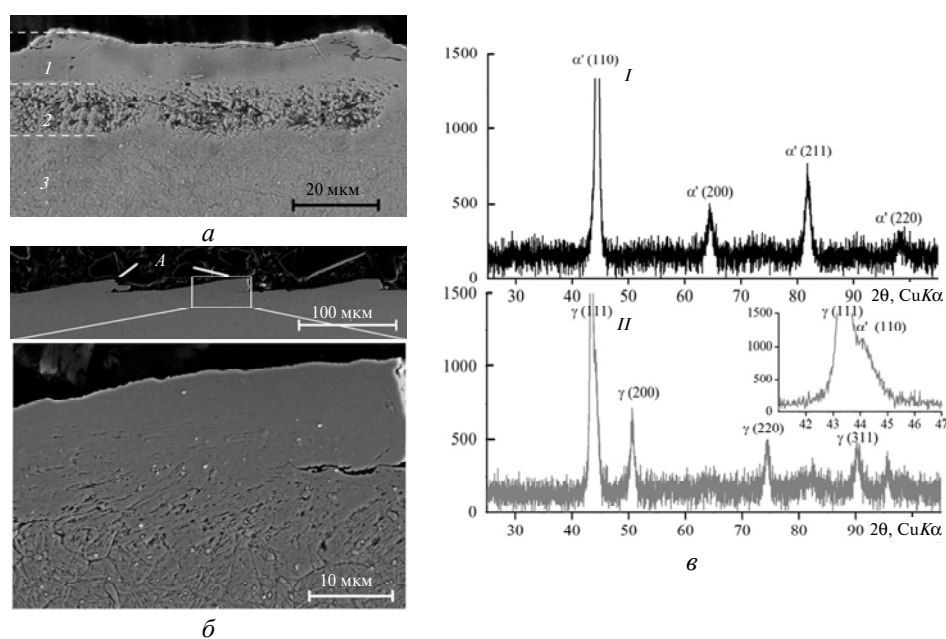 1
2
3
20 мкм
а
А
100 мкм
10 мкм
б
1500
1000
500
0
α' (110)
I
α' (200)
α' (211)
α' (220)
30 40 50 60 70 80 90 2θ, CuKα
1500
1000
500
0
γ (111)
II
γ (200)
γ (220)
γ (311)
1500
1000
500
0
γ (111)
α' (110)
42 43 44 45 46 47
30 40 50 60 70 80 90 2θ, CuKα
в